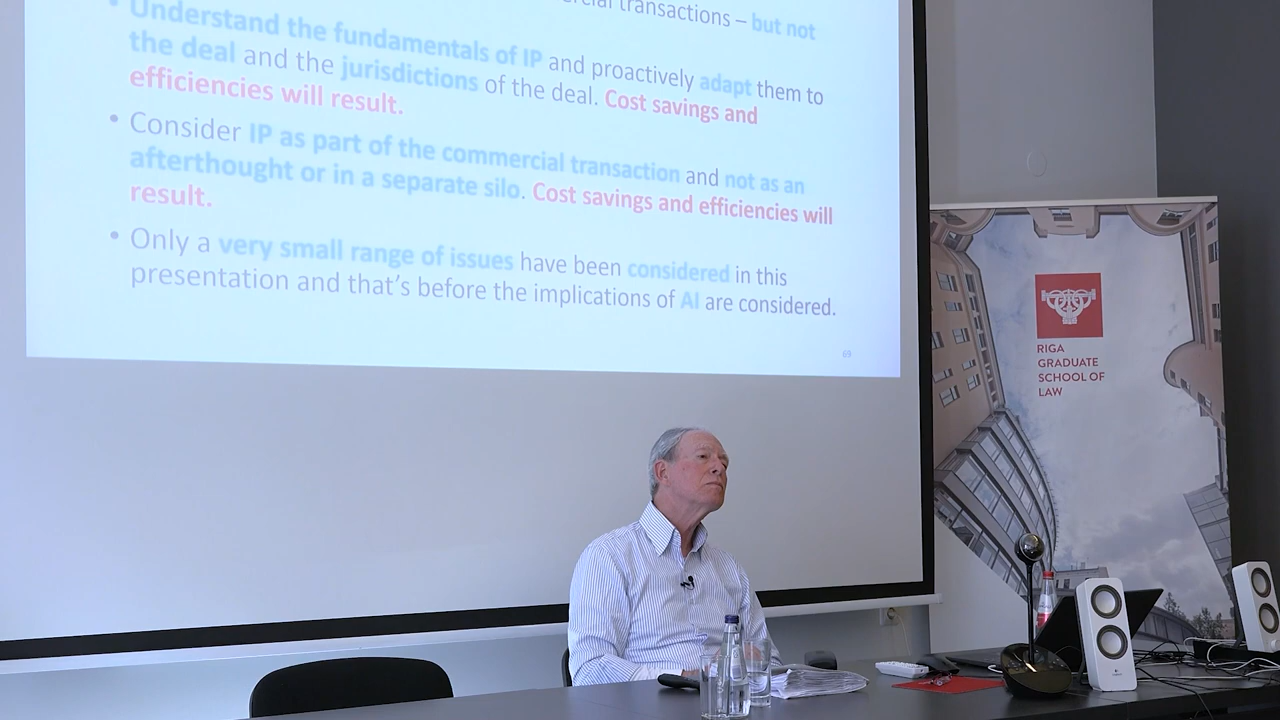 rcial transactions – but not
• Understand the fundamentals of IP and proactively adapt them to
the deal and the jurisdictions of the deal. Cost savings and
efficiencies will result.
• Consider IP as part of the commercial transaction and not as an
afterthought or in a separate silo. Cost savings and efficiencies will
result.
• Only a very small range of issues have been considered in this
presentation and that's before the implications of AI are considered.
69
RIGA
GRADUATE
SCHOOL OF
LAW